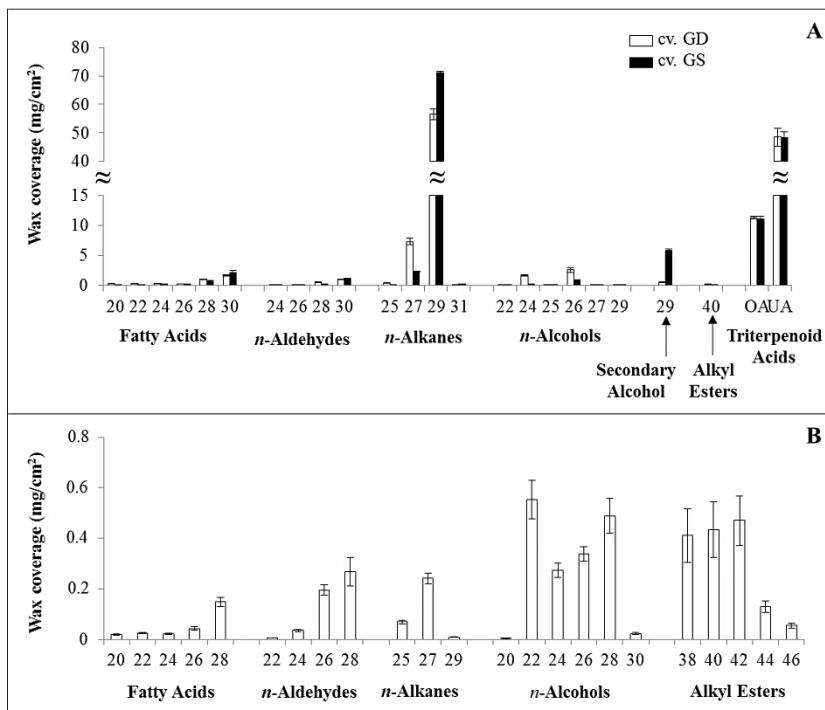 A
cv. GD
cv. GS
Wax coverage (mg/cm²)
80
70
60
50
40
≈
≈
≈
15
10
5
0
20 22 24 26 28 30 24 26 28 30 25 27 29 31 22 24 25 26 27 29 29 40 OA UA
Fatty Acids n-Aldehydes n-Alkanes n-Alcohols Triterpenoid
Acids
Secondary Alkyl
Alcohol Esters
B
Wax coverage (mg/cm²)
0.8
0.6
0.4
0.2
0
20 22 24 26 28 22 24 26 28 25 27 29 20 22 24 26 28 30 38 40 42 44 46
Fatty Acids n-Aldehydes n-Alkanes n-Alcohols Alkyl Esters